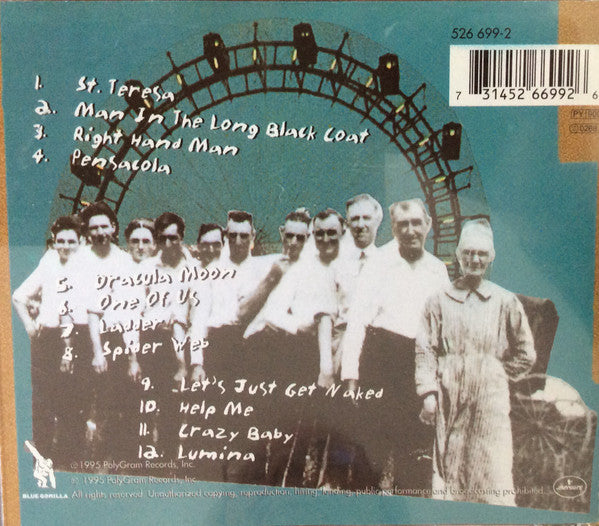 526 699-2
7 31452 66992 6
1. St. Teresa
2. Man In The Long Black Coat
3. Right Hand Man
4. Pensacola
5. Dracula Moon
6. One Of Us
7. Ladder
8. Spider Web
9. Let's Just Get Naked
10. Help Me
11. Crazy Baby
12. Lumina
© 1995 PolyGram Records, Inc.
℗ 1995 PolyGram Records, Inc.
All rights reserved. Unauthorized copying, reproduction, hiring, lending, public performance and broadcasting prohibited.
BLUE GORILLA
mercury